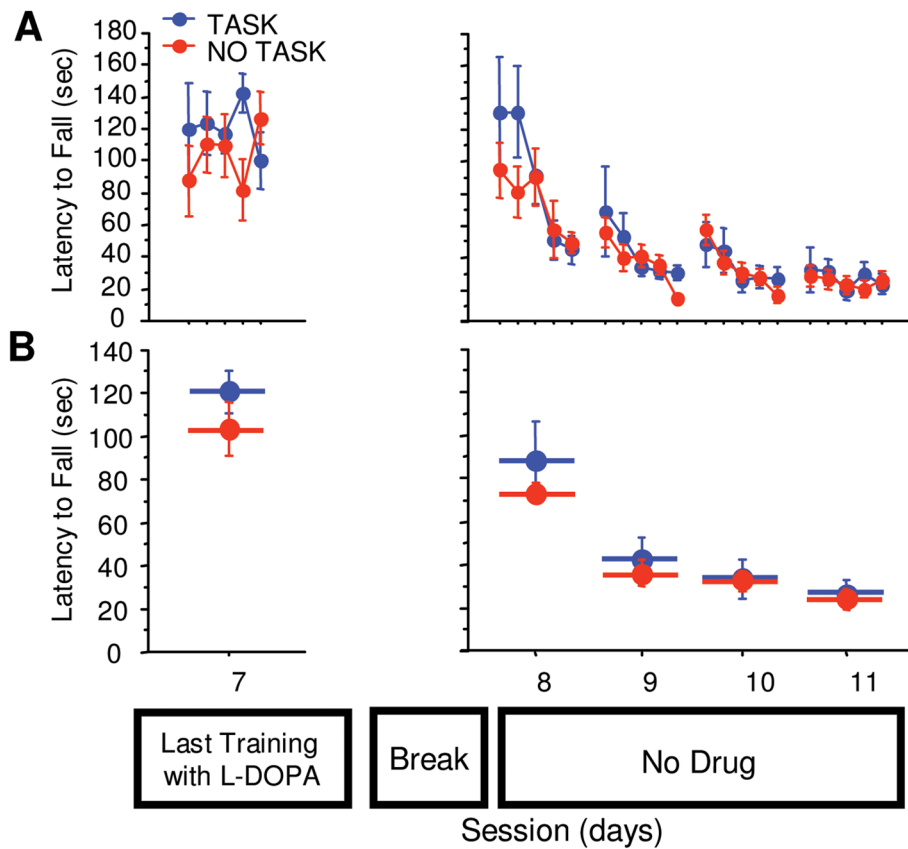 A
TASK
NO TASK
Latency to Fall (sec)
180
160
140
120
100
80
60
40
20
0
B
Latency to Fall (sec)
140
120
100
80
60
40
20
0
7
8
9
10
11
Last Training
with L-DOPA
Break
No Drug
Session (days)